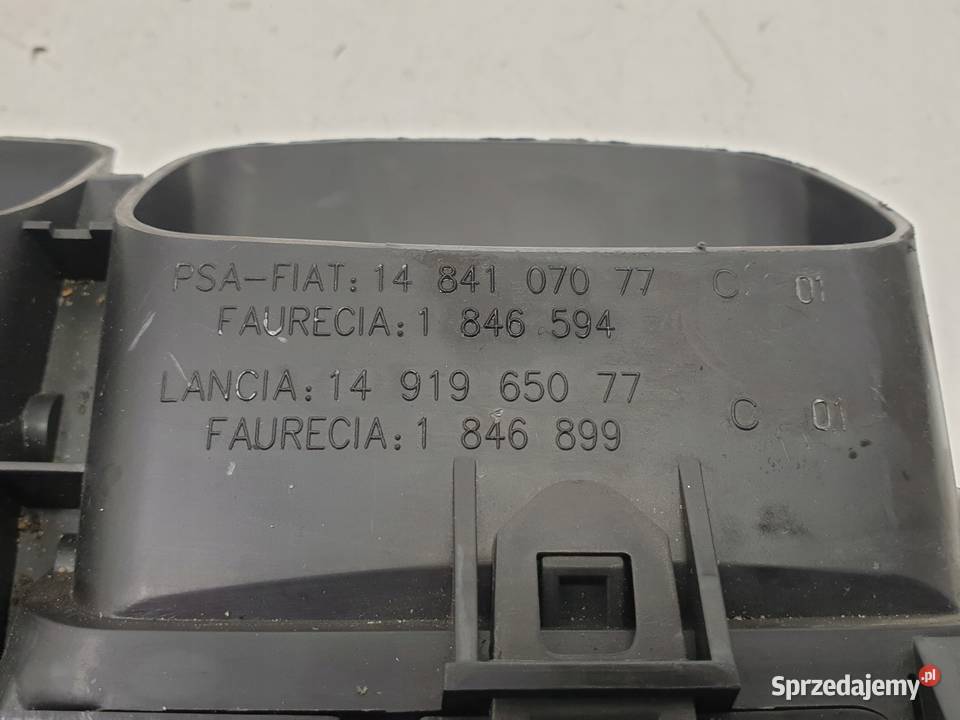 PSA-FIAT: 14 841 070 77 C 01
FAURECIA: 1 846 594
LANCIA: 14 919 650 77 C 01
FAURECIA: 1 846 899
Sprzedajemy.pl